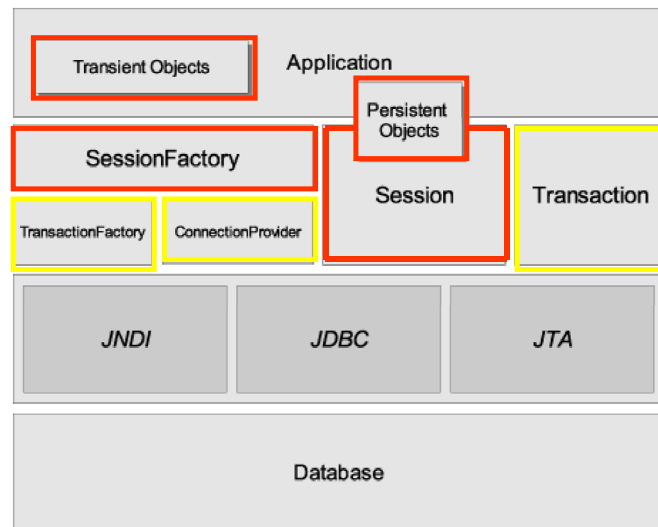 Transient Objects
Application
Persistent
Objects
SessionFactory
Session
Transaction
TransactionFactory
ConnectionProvider
JNDI
JDBC
JTA
Database